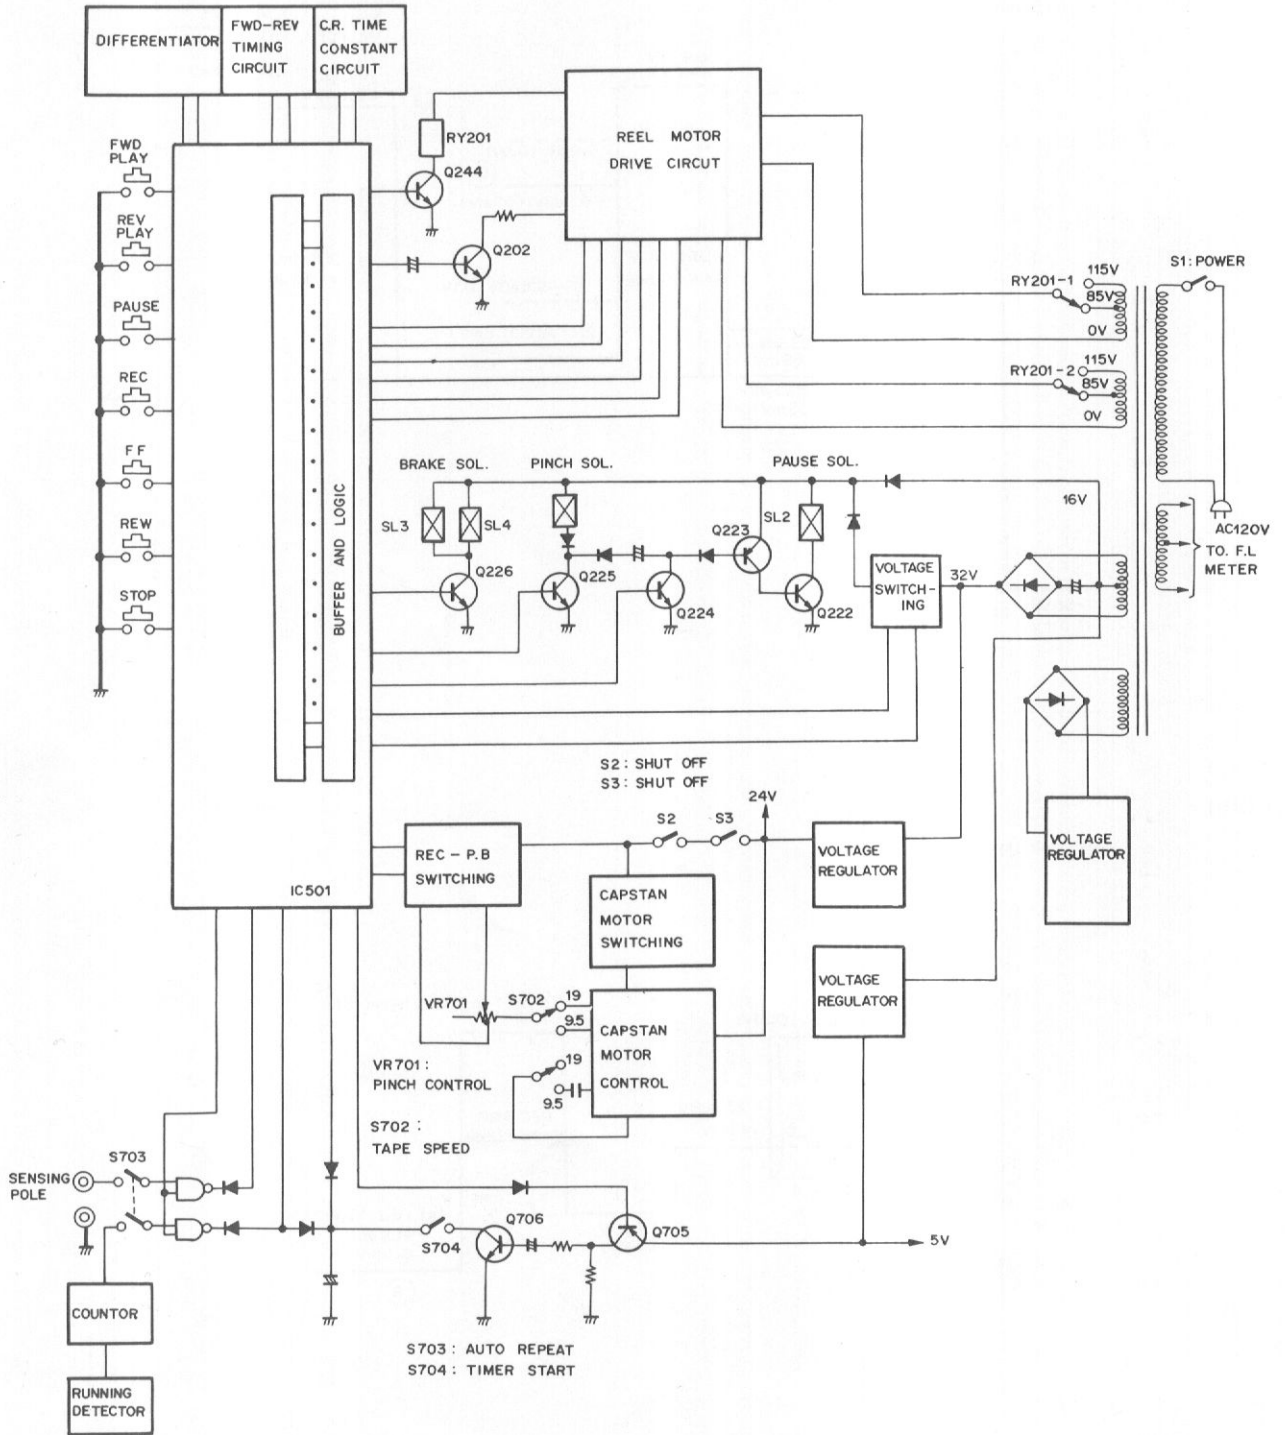 DIFFERENTIATOR
FWD-REV
TIMING
CIRCUIT
C.R. TIME
CONSTANT
CIRCUIT
FWD
PLAY
REV
PLAY
PAUSE
REC
FF
REW
STOP
RY201
Q244
Q202
REEL MOTOR
DRIVE CIRCUT
BUFFER AND LOGIC
IC501
RY201-1
115V
85V
0V
RY201-2
115V
85V
0V
S1: POWER
AC120V
TO. F.L
METER
16V
32V
BRAKE SOL.
PINCH SOL.
PAUSE SOL.
SL3
SL4
SL2
Q226
Q225
Q224
Q223
Q222
VOLTAGE
SWITCH-
ING
S2: SHUT OFF
S3: SHUT OFF
24V
S2
S3
REC - P.B
SWITCHING
CAPSTAN
MOTOR
SWITCHING
VOLTAGE
REGULATOR
VOLTAGE
REGULATOR
VOLTAGE
REGULATOR
VR701
S702
19
9.5
19
9.5
CAPSTAN
MOTOR
CONTROL
VR701:
PINCH CONTROL
S702:
TAPE SPEED
S703
SENSING
POLE
S704
Q706
Q705
5V
COUNTOR
RUNNING
DETECTOR
S703: AUTO REPEAT
S704: TIMER START